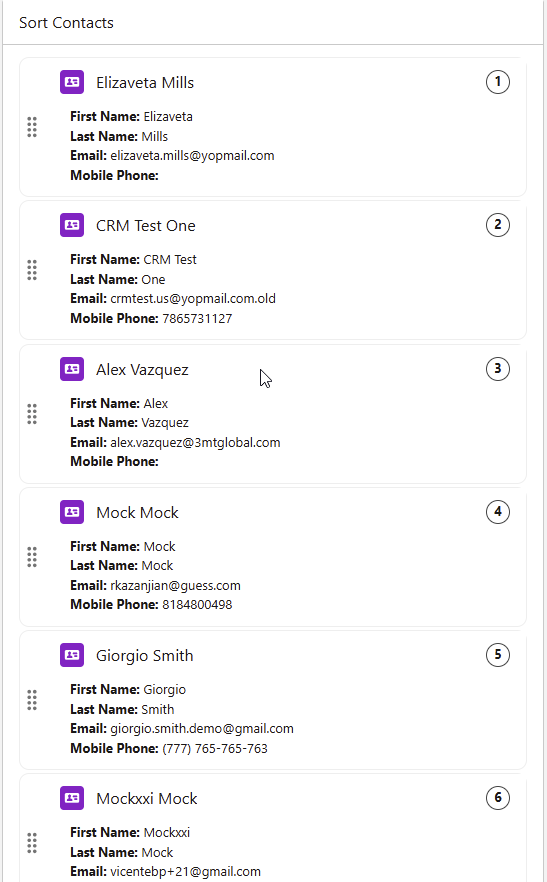 Sort Contacts
Elizaveta Mills 1
First Name: Elizaveta
Last Name: Mills
Email: elizaveta.mills@yopmail.com
Mobile Phone:
CRM Test One 2
First Name: CRM Test
Last Name: One
Email: crmtest.us@yopmail.com.old
Mobile Phone: 7865731127
Alex Vazquez 3
First Name: Alex
Last Name: Vazquez
Email: alex.vazquez@3mtglobal.com
Mobile Phone:
Mock Mock 4
First Name: Mock
Last Name: Mock
Email: rkazanjian@guess.com
Mobile Phone: 8184800498
Giorgio Smith 5
First Name: Giorgio
Last Name: Smith
Email: giorgio.smith.demo@gmail.com
Mobile Phone: (777) 765-765-763
Mockxxi Mock 6
First Name: Mockxxi
Last Name: Mock
Email: vicentebp+21@gmail.com